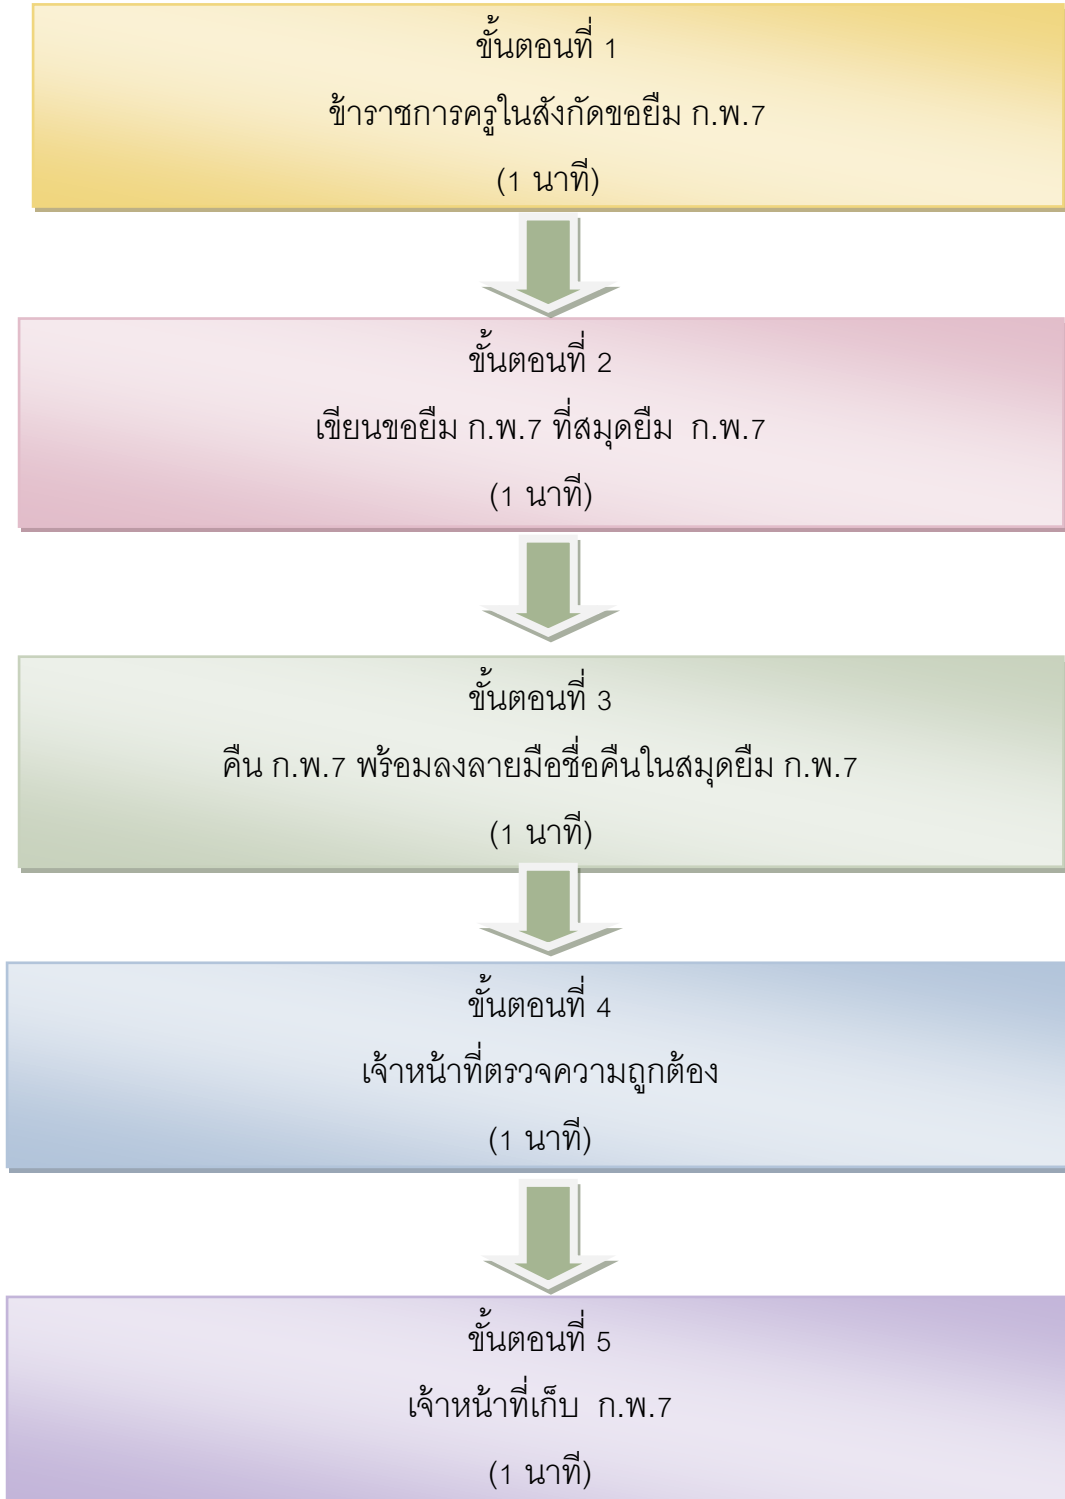 ขั้นตอนที่ 1
ข้าราชการครูในสังกัดขอยืม ก.พ.7
(1 นาที)
ขั้นตอนที่ 2
เขียนขอยืม ก.พ.7 ที่สมุดยืม ก.พ.7
(1 นาที)
ขั้นตอนที่ 3
คืน ก.พ.7 พร้อมลงลายมือชื่อคืนในสมุดยืม ก.พ.7
(1 นาที)
ขั้นตอนที่ 4
เจ้าหน้าที่ตรวจความถูกต้อง
(1 นาที)
ขั้นตอนที่ 5
เจ้าหน้าที่เก็บ ก.พ.7
(1 นาที)